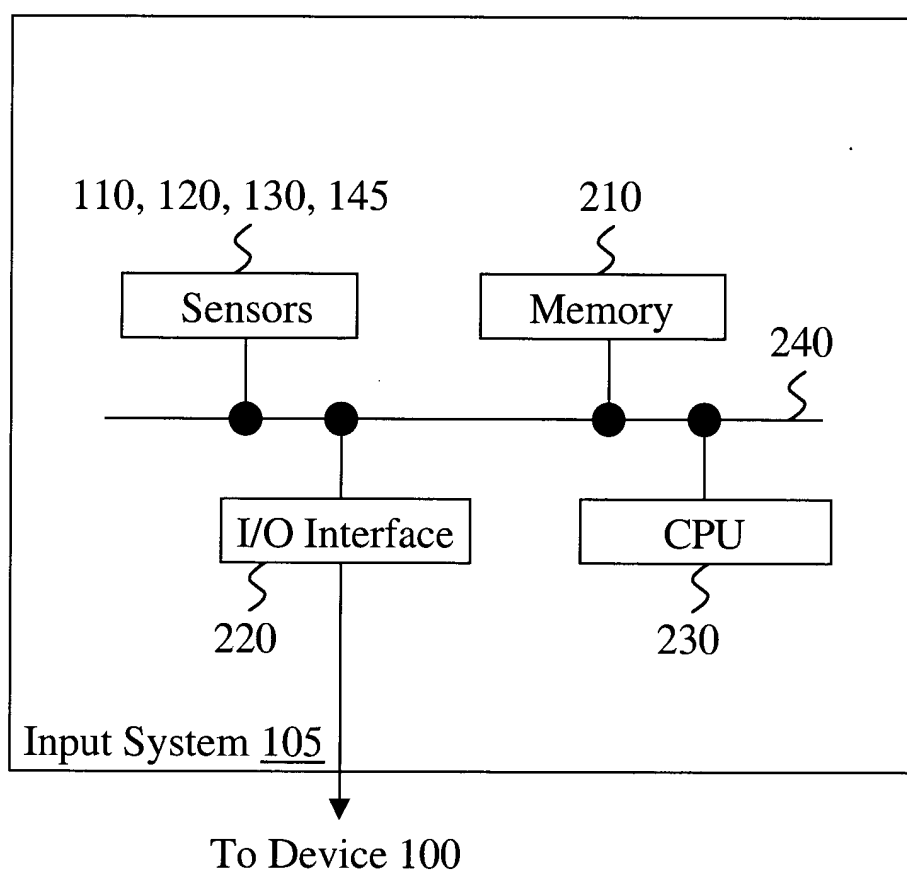 110, 120, 130, 145
210
Sensors
Memory
240
I/O Interface
CPU
220
230
Input System 105
To Device 100